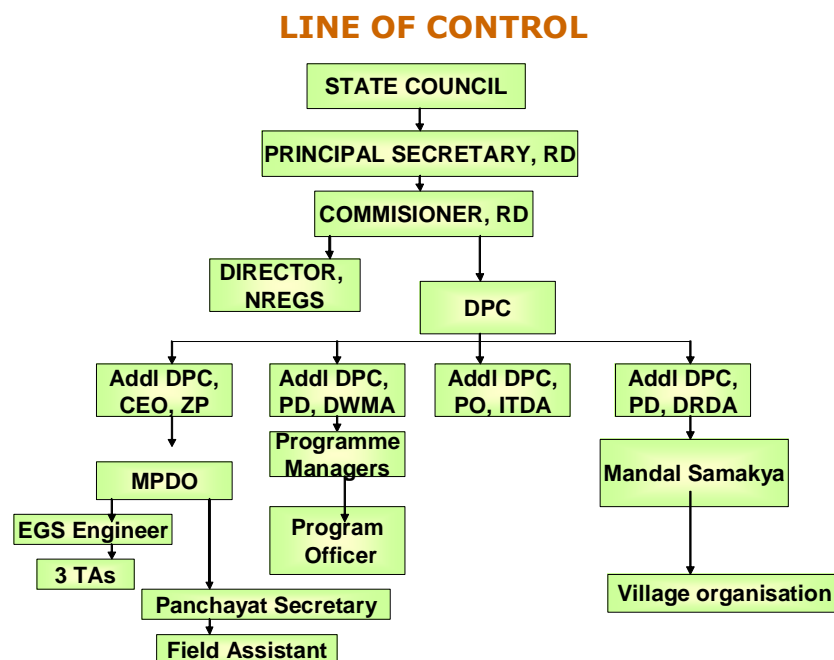 LINE OF CONTROL
STATE COUNCIL
PRINCIPAL SECRETARY, RD
COMMISIONER, RD
DIRECTOR,
NREGS
DPC
Addl DPC,
CEO, ZP
Addl DPC,
PD, DWMA
Addl DPC,
PO, ITDA
Addl DPC,
PD, DRDA
Programme
Managers
Mandal Samakya
MPDO
EGS Engineer
Program
Officer
3 TAs
Village organisation
Panchayat Secretary
Field Assistant